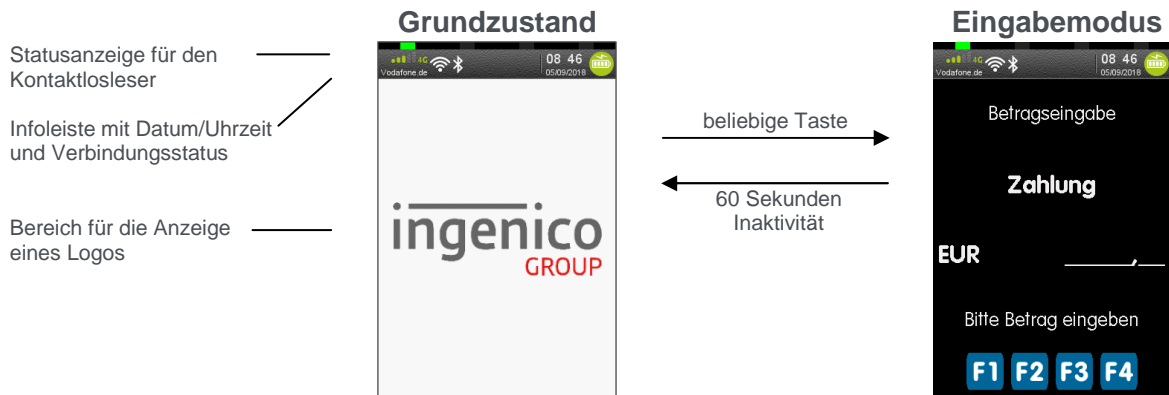 Grundzustand
Eingabemodus
Statusanzeige für den
Kontaktlosleser
Infoleiste mit Datum/Uhrzeit
und Verbindungsstatus
Bereich für die Anzeige
eines Logos
4G
Vodafone.de
08 46
05/09/2018
ingenico
GROUP
beliebige Taste
60 Sekunden
Inaktivität
4G
Vodafone.de
08 46
05/09/2018
Betragseingabe
Zahlung
EUR ______,__
Bitte Betrag eingeben
F1 F2 F3 F4